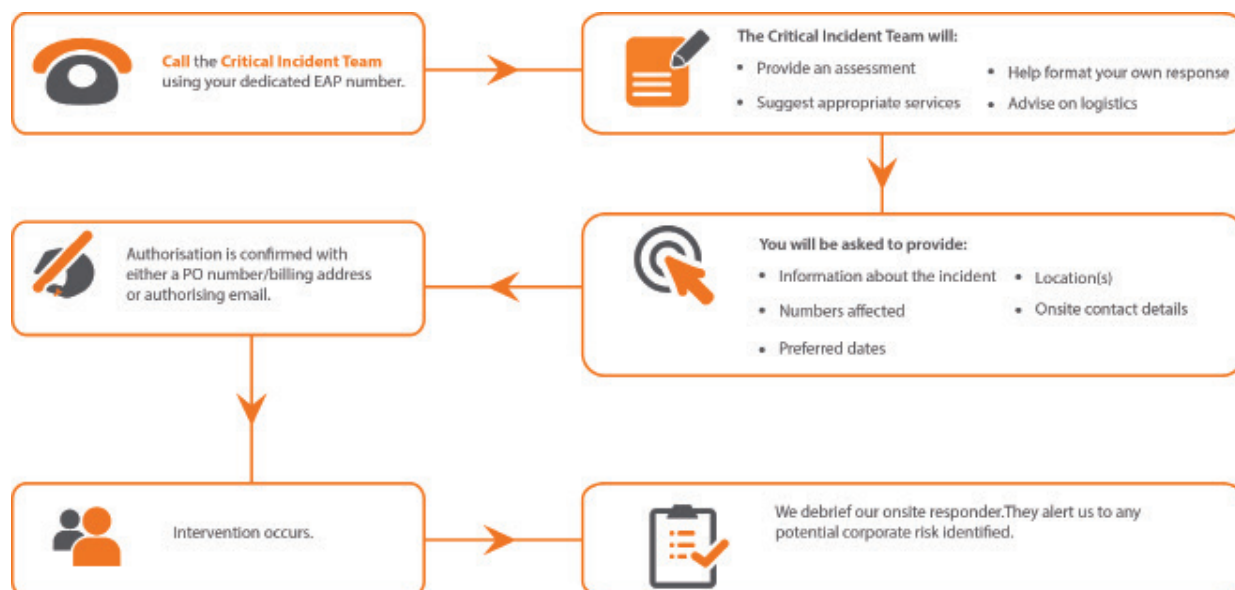 Call the Critical Incident Team
using your dedicated EAP number.
The Critical Incident Team will:
• Provide an assessment
• Suggest appropriate services
• Help format your own response
• Advise on logistics
You will be asked to provide:
• Information about the incident
• Numbers affected
• Preferred dates
• Location(s)
• Onsite contact details
Authorisation is confirmed with
either a PO number/billing address
or authorising email.
Intervention occurs.
We debrief our onsite responder.They alert us to any
potential corporate risk identified.